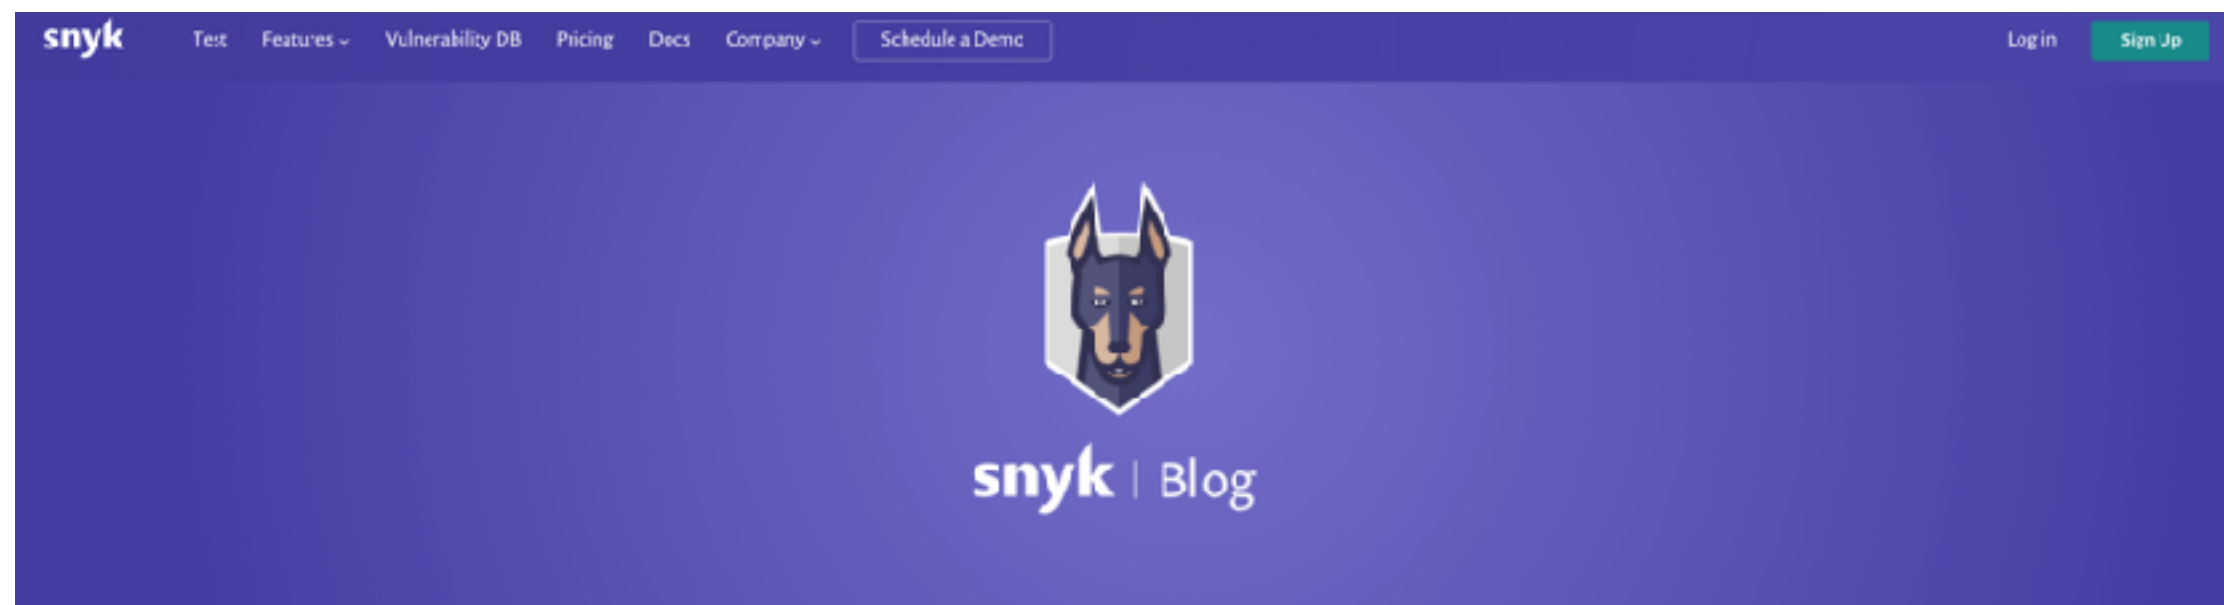 snyk Test Features Vulnerability DB Pricing Docs Company Schedule a Demo Log in Sign Up
snyk | Blog